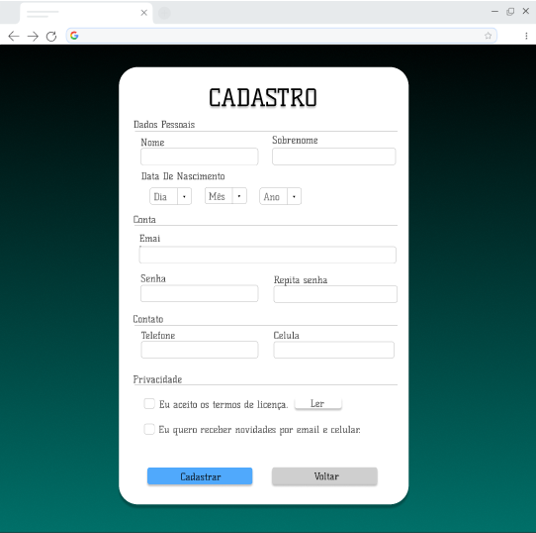 CADASTRO
Dados Pessoais
Nome Sobrenome
Data De Nascimento
Dia Mês Ano
Conta
Emai
Senha Repita senha
Contato
Telefone Celula
Privacidade
Eu aceito os termos de licença. Ler
Eu quero receber novidades por email e celular.
Cadastrar Voltar